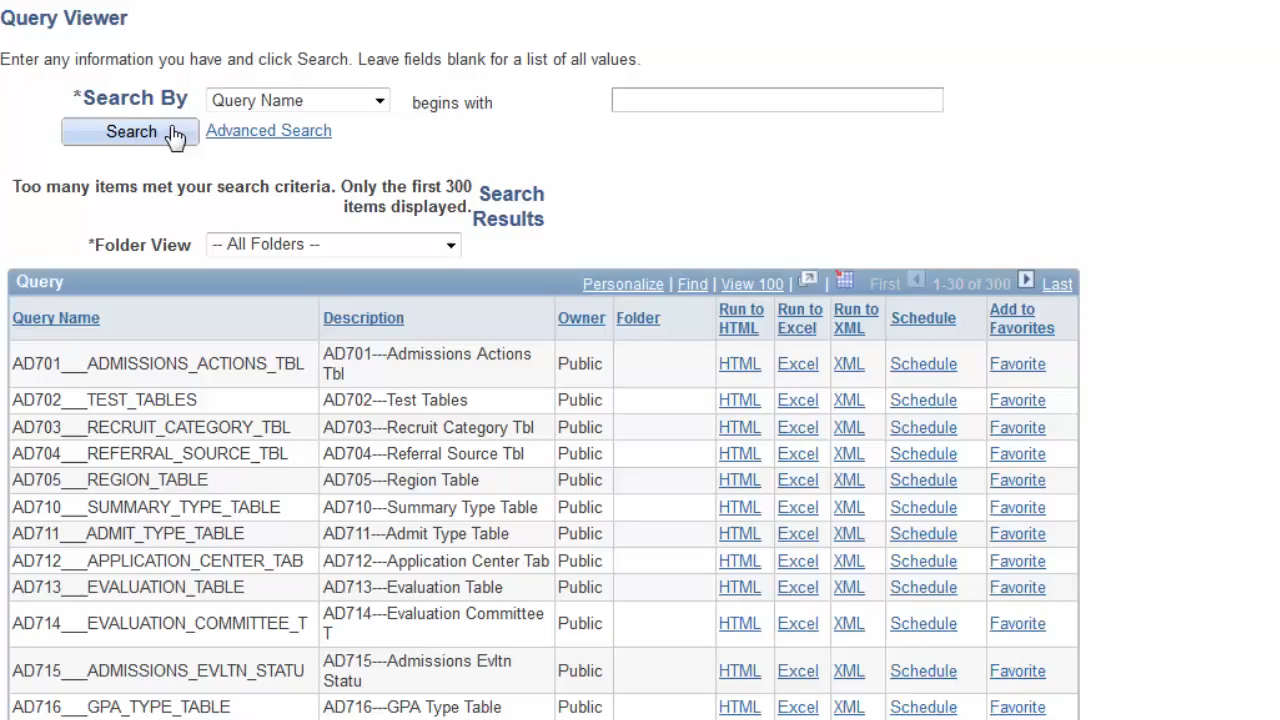 Query Viewer
Enter any information you have and click Search. Leave fields blank for a list of all values.
*Search By Query Name begins with
Search Advanced Search
Too many items met your search criteria. Only the first 300
items displayed.
Search
Results
*Folder View -- All Folders --
Query Personalize | Find | View 100 | | First 1-30 of 300 Last
Query Name Description Owner Folder Run to HTML Run to Excel Run to XML Schedule Add to Favorites
AD701___ADMISSIONS_ACTIONS_TBL AD701---Admissions Actions Tbl Public HTML Excel XML Schedule Favorite
AD702___TEST_TABLES AD702---Test Tables Public HTML Excel XML Schedule Favorite
AD703___RECRUIT_CATEGORY_TBL AD703---Recruit Category Tbl Public HTML Excel XML Schedule Favorite
AD704___REFERRAL_SOURCE_TBL AD704---Referral Source Tbl Public HTML Excel XML Schedule Favorite
AD705___REGION_TABLE AD705---Region Table Public HTML Excel XML Schedule Favorite
AD710___SUMMARY_TYPE_TABLE AD710---Summary Type Table Public HTML Excel XML Schedule Favorite
AD711___ADMIT_TYPE_TABLE AD711---Admit Type Table Public HTML Excel XML Schedule Favorite
AD712___APPLICATION_CENTER_TAB AD712---Application Center Tab Public HTML Excel XML Schedule Favorite
AD713___EVALUATION_TABLE AD713---Evaluation Table Public HTML Excel XML Schedule Favorite
AD714___EVALUATION_COMMITTEE_T AD714---Evaluation Committee T Public HTML Excel XML Schedule Favorite
AD715___ADMISSIONS_EVLTN_STATU AD715---Admissions Evltn Statu Public HTML Excel XML Schedule Favorite
AD716___GPA_TYPE_TABLE AD716---GPA Type Table Public HTML Excel XML Schedule Favorite